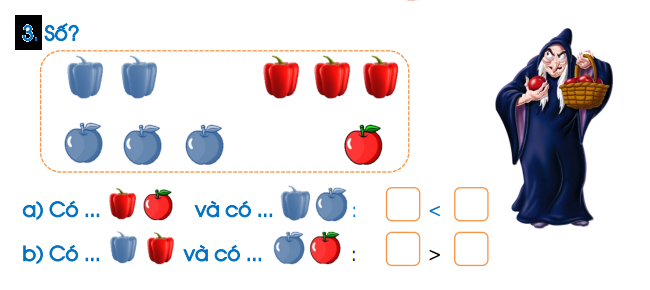 3. Số?
a) Có ... và có ... : <
b) Có ... và có ... : >